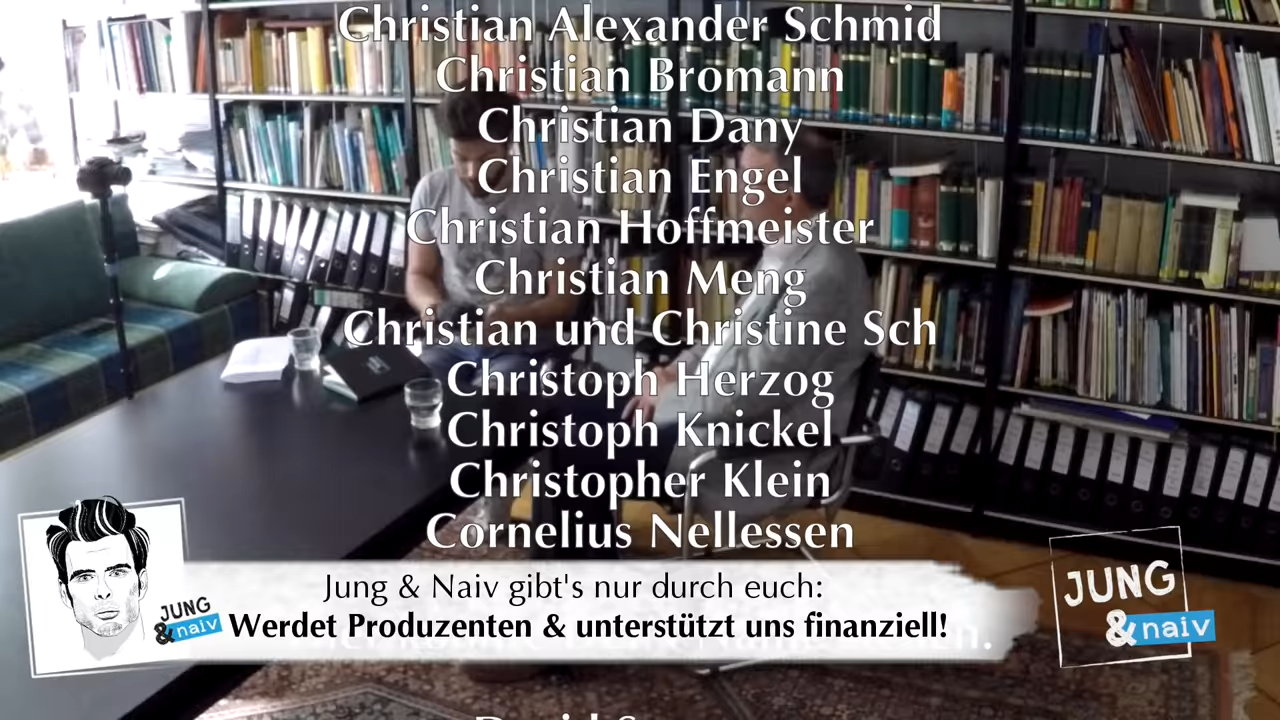 Christian Alexander Schmid
Christian Bromann
Christian Dany
Christian Engel
Christian Hoffmeister
Christian Meng
Christian und Christine Sch
Christoph Herzog
Christoph Knickel
Christopher Klein
Cornelius Nellessen
Jung & Naiv gibt's nur durch euch:
Werdet Produzenten & unterstützt uns finanziell!
JUNG
& naiv
JUNG
& naiv